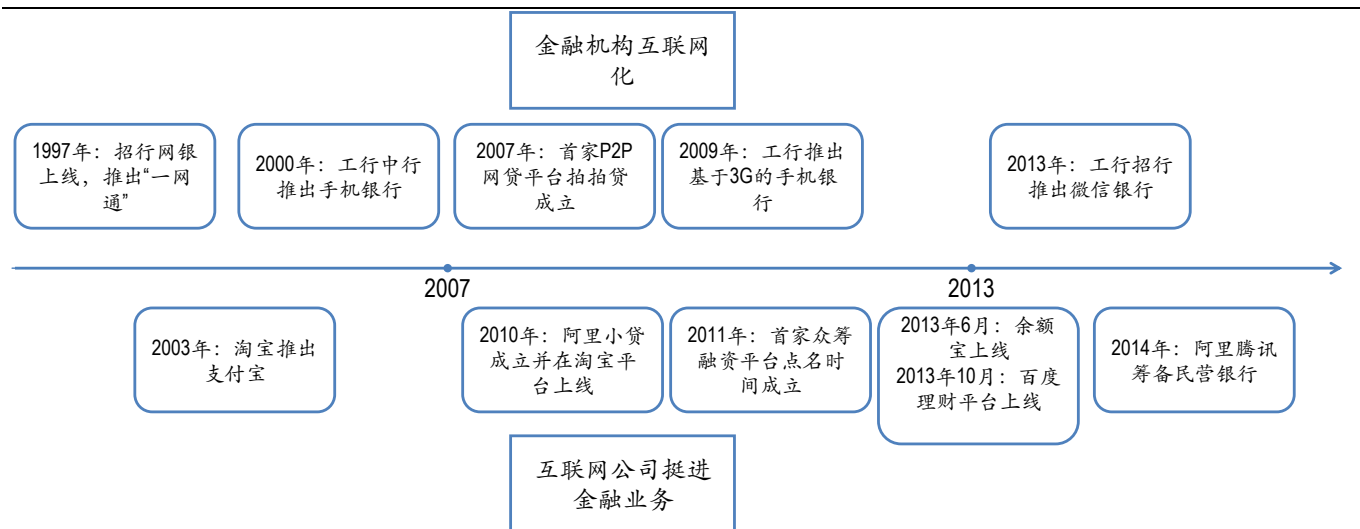 金融机构互联网
化
1997年：招行网银
上线，推出“一网
通”
2000年：工行中行
推出手机银行
2007年：首家P2P
网贷平台拍拍贷
成立
2009年：工行推出
基于3G的手机银
行
2013年：工行招行
推出微信银行
2007
2013
2003年：淘宝推出
支付宝
2010年：阿里小贷
成立并在淘宝平
台上线
2011年：首家众筹
融资平台点名时
间成立
2013年6月：余额
宝上线
2013年10月：百度
理财平台上线
2014年：阿里腾讯
筹备民营银行
互联网公司挺进
金融业务